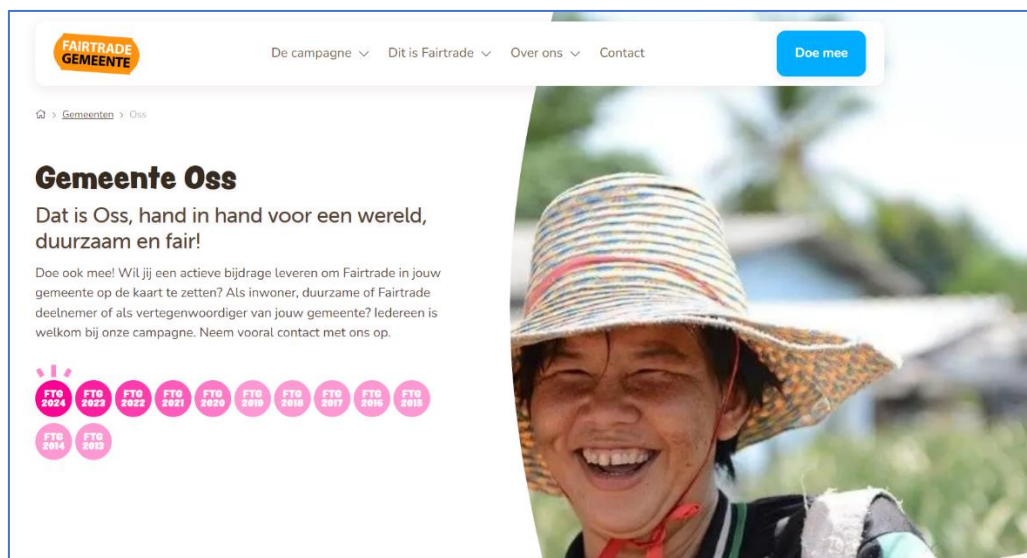 FAIRTRADE
GEMEENTE
De campagne Dit is Fairtrade Over ons Contact
Doe mee
Gemeenten > Oss
Gemeente Oss
Dat is Oss, hand in hand voor een wereld,
duurzaam en fair!
Doe ook mee! Wil jij een actieve bijdrage leveren om Fairtrade in jouw
gemeente op de kaart te zetten? Als inwoner, duurzame of Fairtrade
deelnemer of als vertegenwoordiger van jouw gemeente? Iedereen is
welkom bij onze campagne. Neem vooral contact met ons op.
FTG 2024 FTG 2023 FTG 2022 FTG 2021 FTG 2020 FTG 2019 FTG 2018 FTG 2017 FTG 2016 FTG 2015
FTG 2014 FTG 2013